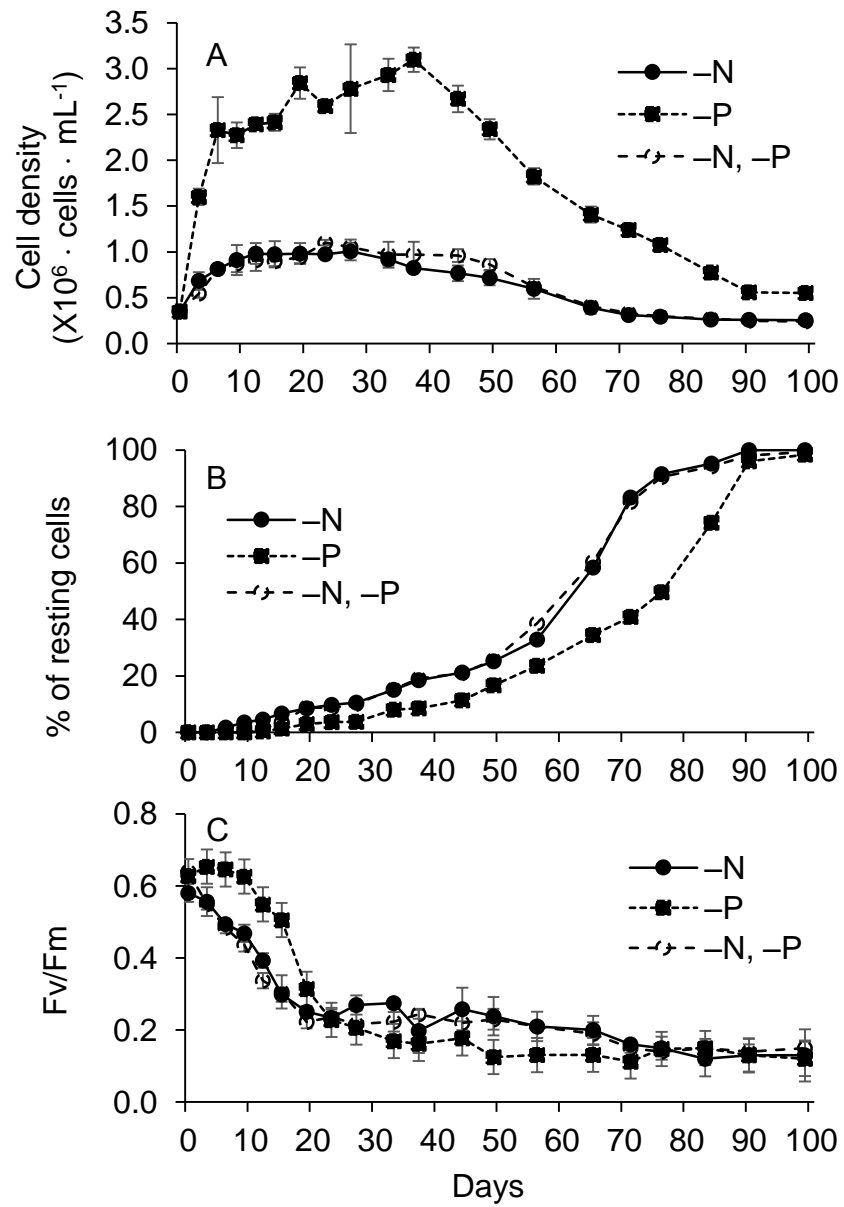 A
Cell density
(X10⁶ · cells · mL⁻¹)
3.5
3.0
2.5
2.0
1.5
1.0
0.5
0.0
–N
–P
–N, –P
0 10 20 30 40 50 60 70 80 90 100
B
% of resting cells
100
80
60
40
20
0
–N
–P
–N, –P
0 10 20 30 40 50 60 70 80 90 100
C
Fv/Fm
0.8
0.6
0.4
0.2
0.0
–N
–P
–N, –P
0 10 20 30 40 50 60 70 80 90 100
Days